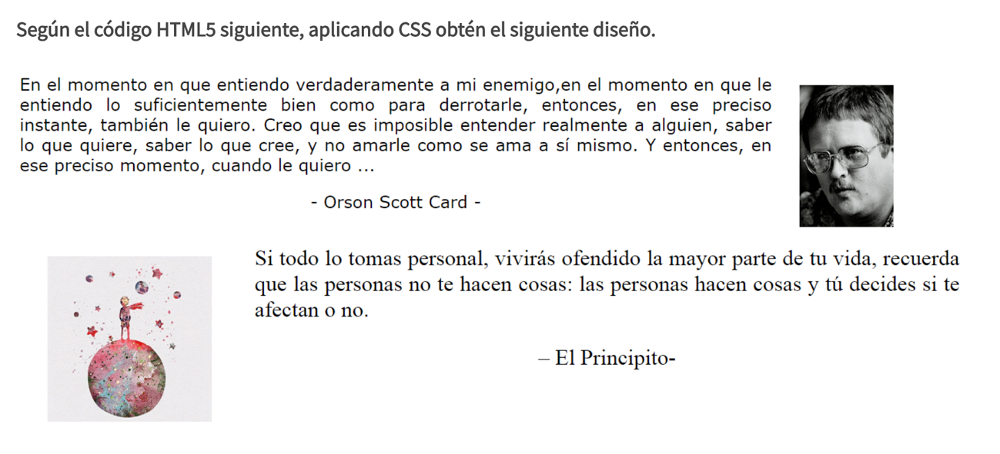 Según el código HTML5 siguiente, aplicando CSS obtén el siguiente diseño.
En el momento en que entiendo verdaderamente a mi enemigo,en el momento en que le
entiendo lo suficientemente bien como para derrotarle, entonces, en ese preciso
instante, también le quiero. Creo que es imposible entender realmente a alguien, saber
lo que quiere, saber lo que cree, y no amarle como se ama a sí mismo. Y entonces, en
ese preciso momento, cuando le quiero ...
- Orson Scott Card -
Si todo lo tomas personal, vivirás ofendido la mayor parte de tu vida, recuerda
que las personas no te hacen cosas: las personas hacen cosas y tú decides si te
afectan o no.
– El Principito-